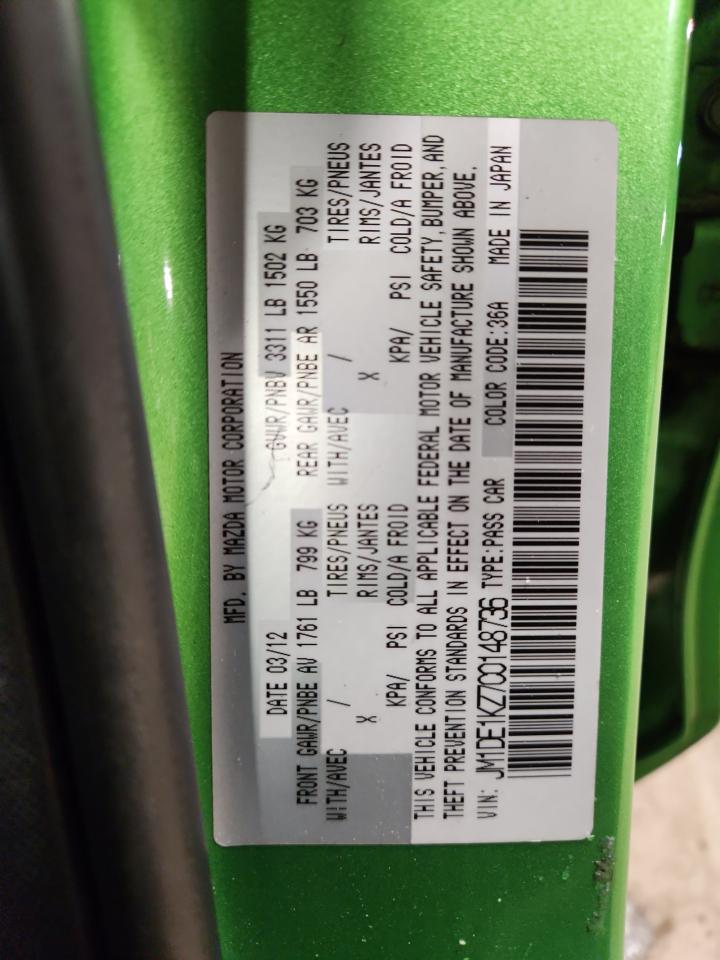 MFD. BY MAZDA MOTOR CORPORATION
DATE 03/12 GVWR/PNBV 3311 LB 1502 KG
FRONT GAWR/PNBE AV 1761 LB 799 KG REAR GAWR/PNBE AR 1550 LB 703 KG
WITH/AVEC / TIRES/PNEUS WITH/AVEC / TIRES/PNEUS
X RIMS/JANTES X RIMS/JANTES
KPA/ PSI COLD/A FROID KPA/ PSI COLD/A FROID
THIS VEHICLE CONFORMS TO ALL APPLICABLE FEDERAL MOTOR VEHICLE SAFETY, BUMPER, AND
THEFT PREVENTION STANDARDS IN EFFECT ON THE DATE OF MANUFACTURE SHOWN ABOVE.
VIN: JM1DE1KZ7C0148736 TYPE:PASS CAR COLOR CODE:36A MADE IN JAPAN